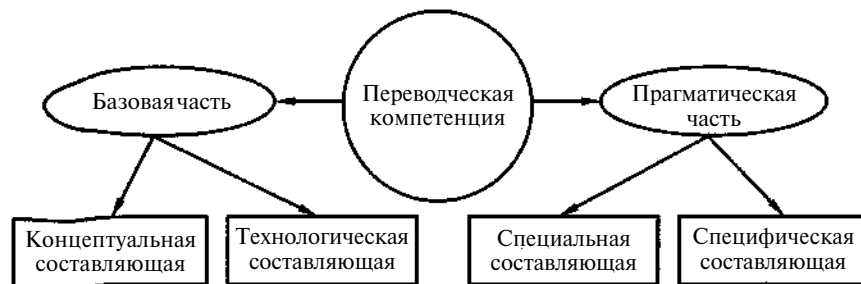 Базовая часть
Переводческая
компетенция
Прагматическая
часть
Концептуальная
составляющая
Технологическая
составляющая
Специальная
составляющая
Специфическая
составляющая